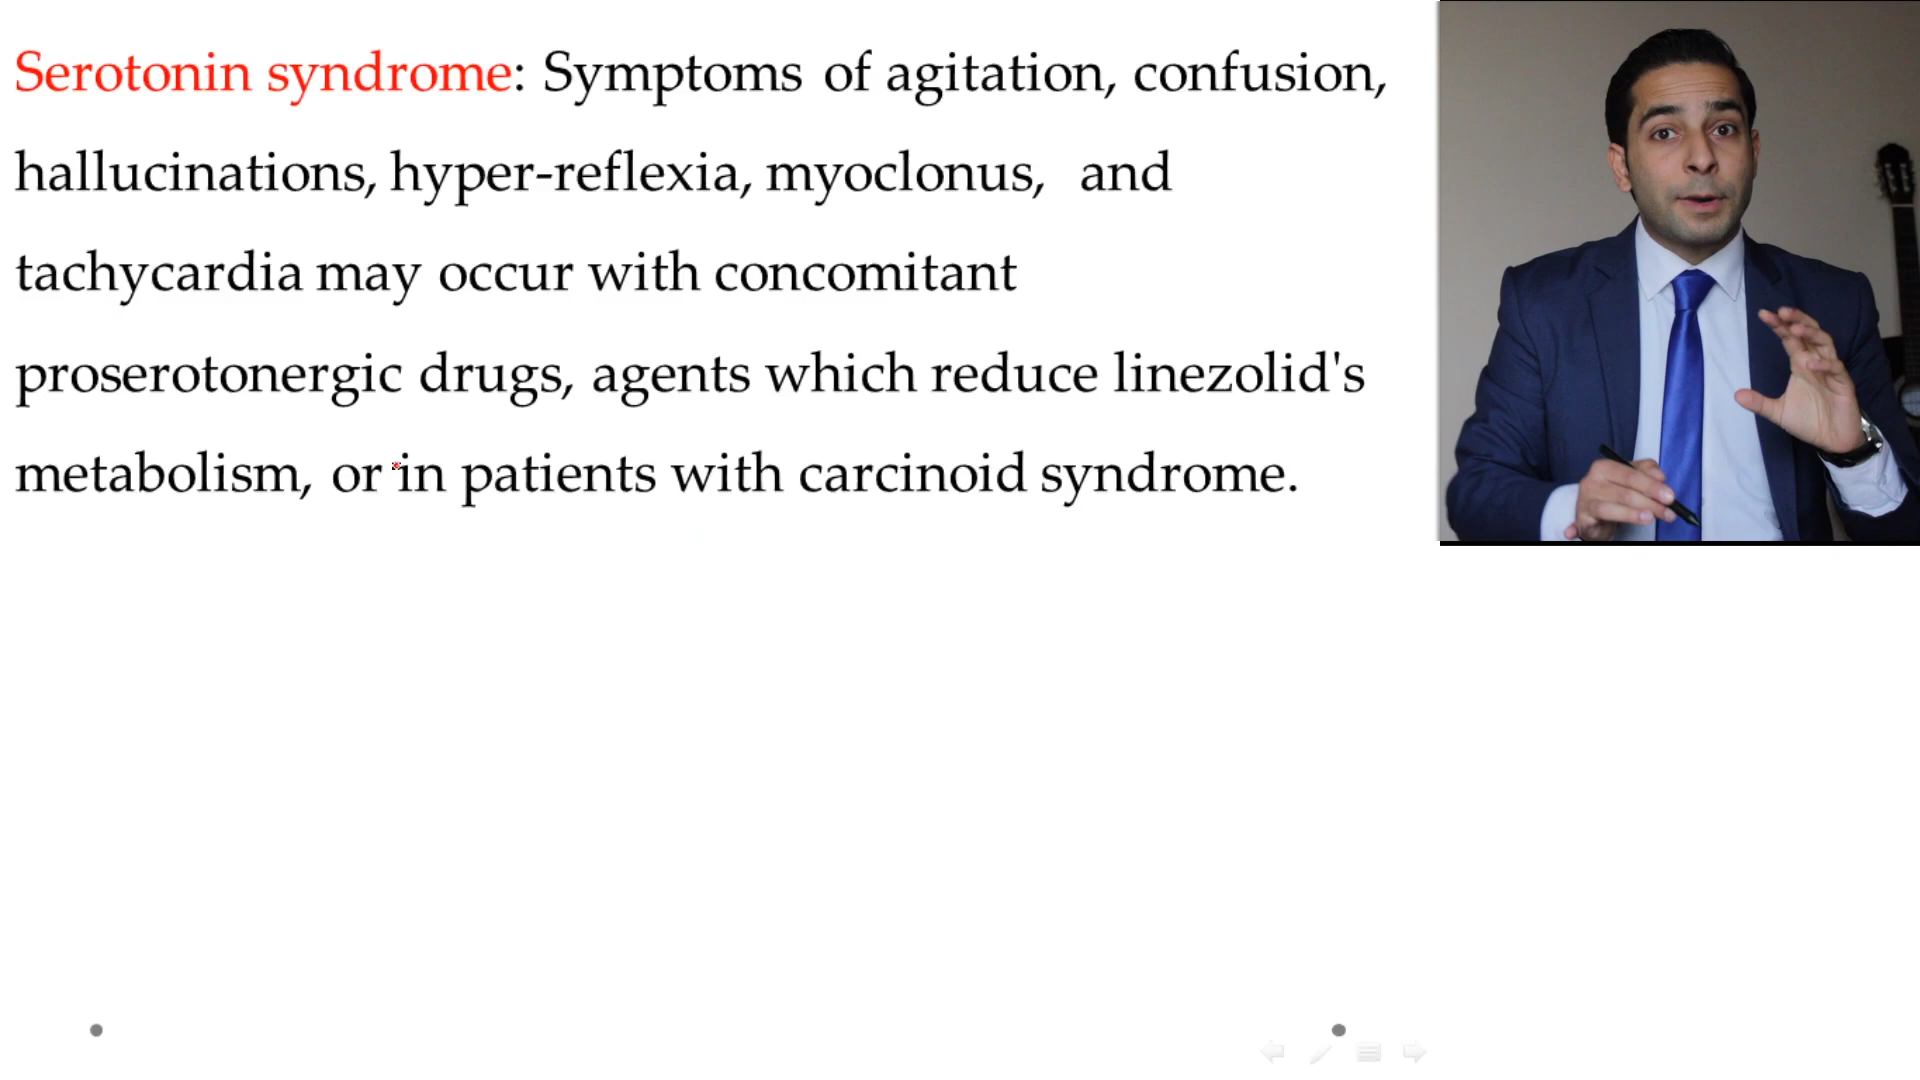 Serotonin syndrome: Symptoms of agitation, confusion,
hallucinations, hyper-reflexia, myoclonus, and
tachycardia may occur with concomitant
proserotonergic drugs, agents which reduce linezolid's
metabolism, or in patients with carcinoid syndrome.